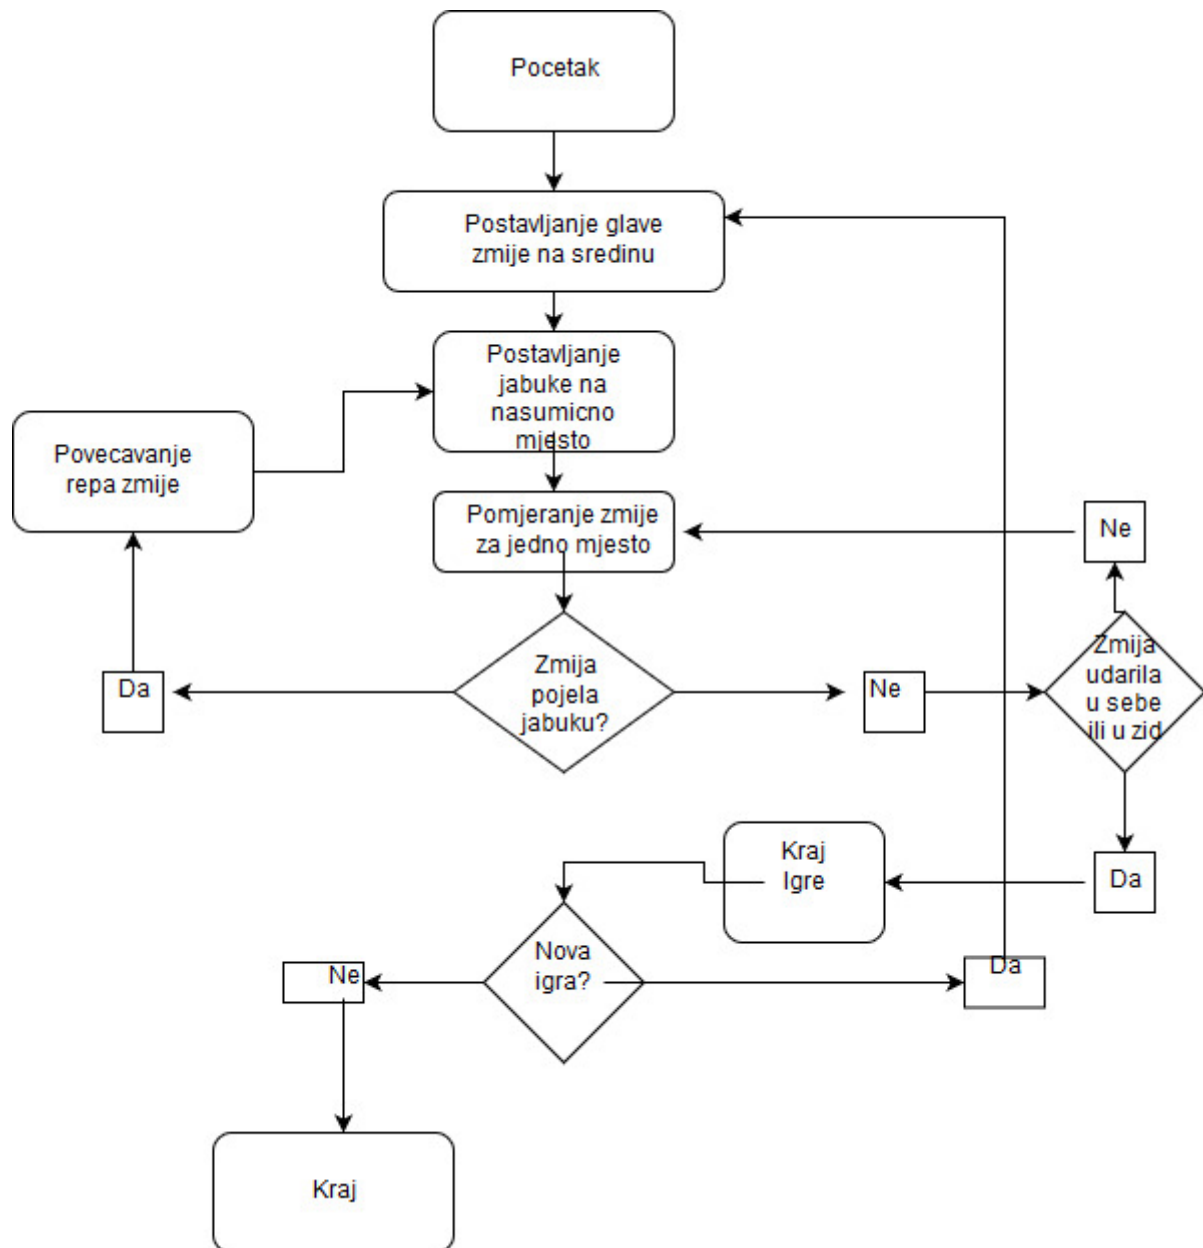 Pocetak
Postavljanje glave
zmije na sredinu
Postavljanje
jabuke na
nasumicno
mjesto
Povecavanje
repa zmije
Pomjeranje zmije
za jedno mjesto
Ne
Zmija
udarila
u sebe
ili u zid
Da
Zmija
pojela
jabuku?
Ne
Kraj
Igre
Da
Nova
igra?
Ne
Da
Kraj